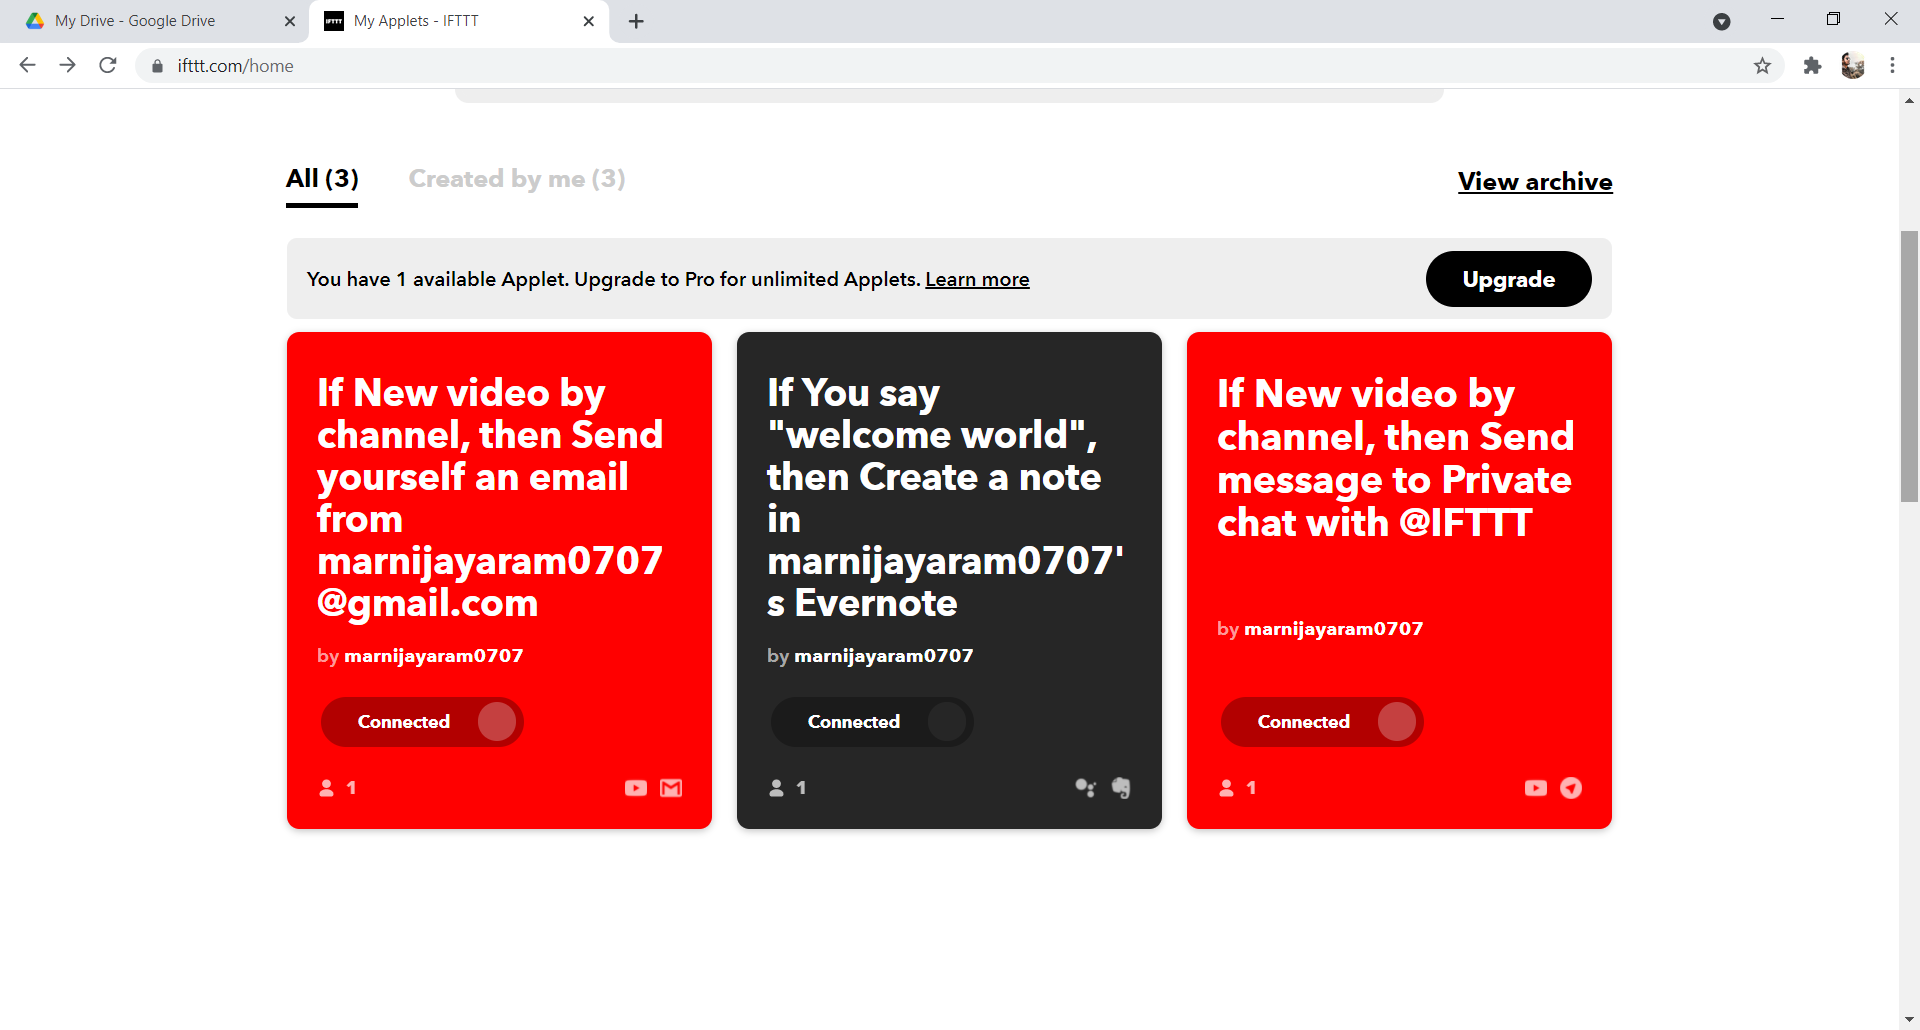 My Drive - Google Drive
IFTTT
My Applets - IFTTT
ifttt.com/home
All (3)
Created by me (3)
View archive
You have 1 available Applet. Upgrade to Pro for unlimited Applets. Learn more
Upgrade
If New video by
channel, then Send
yourself an email
from
marnijayaram0707
@gmail.com
by marnijayaram0707
Connected
1
If You say
"welcome world",
then Create a note
in
marnijayaram0707'
s Evernote
by marnijayaram0707
Connected
1
If New video by
channel, then Send
message to Private
chat with @IFTTT
by marnijayaram0707
Connected
1